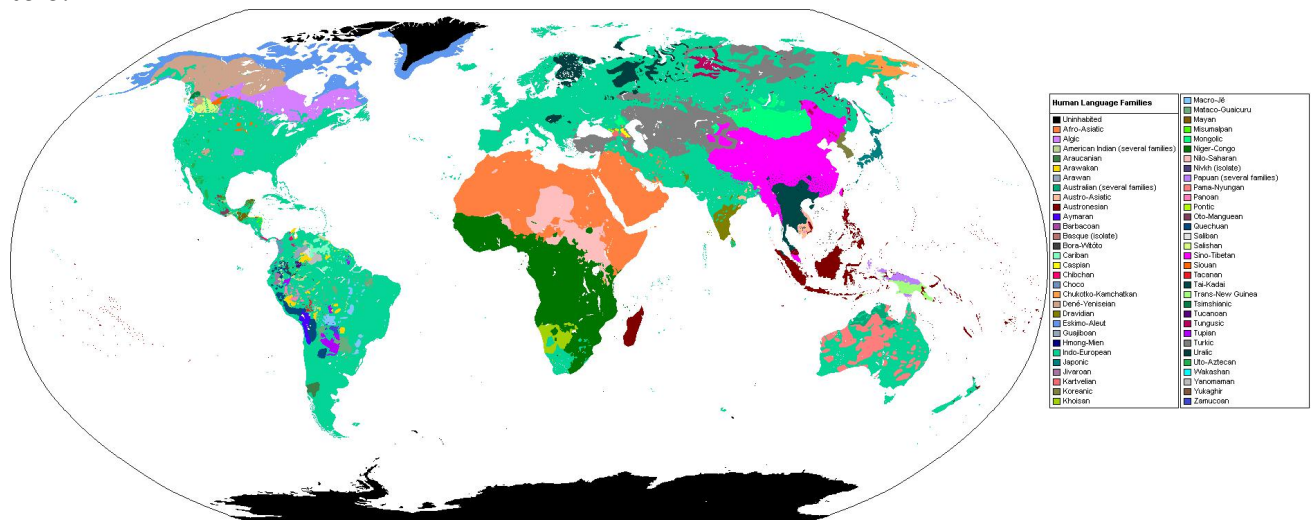 Human Language Families
Uninhabited
Afro-Asiatic
Algic
American Indian (several families)
Araucanian
Arawakan
Arawan
Australian (several families)
Austro-Asiatic
Austronesian
Aymaran
Barbacoan
Basque (isolate)
Bora-Witóto
Cariban
Caspian
Chibchan
Choco
Chukotko-Kamchatkan
Dené-Yeniseian
Dravidian
Eskimo-Aleut
Guajiboan
Hmong-Mien
Indo-European
Japonic
Jivaroan
Kartvelian
Koreanic
Khoisan
Macro-Jê
Mataco-Guaicuru
Mayan
Misumalpan
Mongolic
Niger-Congo
Nilo-Saharan
Nivkh (isolate)
Papuan (several families)
Pama-Nyungan
Panoan
Pontic
Oto-Manguean
Quechuan
Saliban
Salishan
Sino-Tibetan
Siouan
Tacanan
Tai-Kadai
Trans-New Guinea
Tsimshianic
Tucanoan
Tungusic
Tupian
Turkic
Uralic
Uto-Aztecan
Wakashan
Yanomaman
Yukaghir
Zamucoan